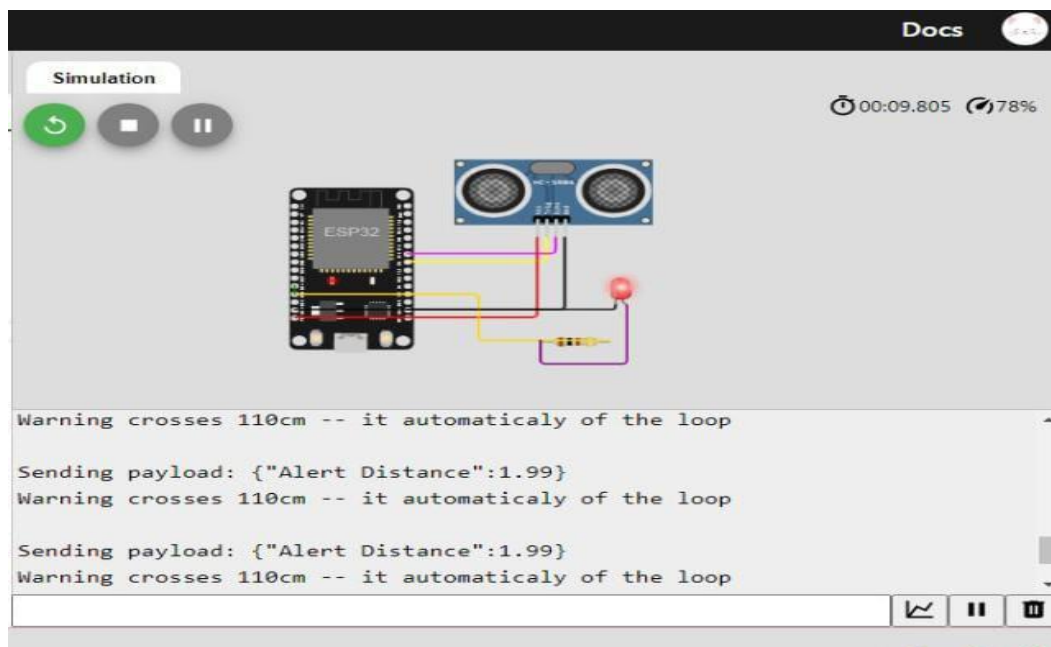 Docs
Simulation
00:09.805 78%
HC-SR04
ESP32
Warning crosses 110cm -- it automaticaly of the loop
Sending payload: {"Alert Distance":1.99}
Warning crosses 110cm -- it automaticaly of the loop
Sending payload: {"Alert Distance":1.99}
Warning crosses 110cm -- it automaticaly of the loop